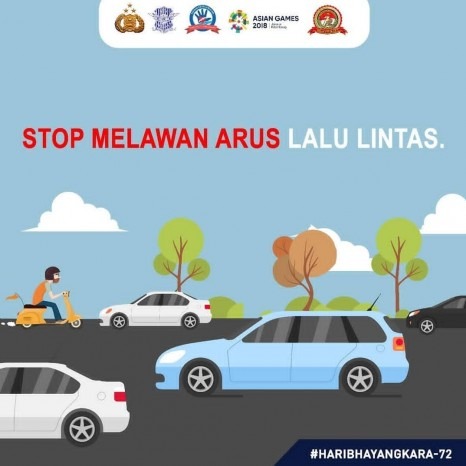 ASIAN GAMES
2018
STOP MELAWAN ARUS LALU LINTAS.
#HARIBHAYANGKARA-72